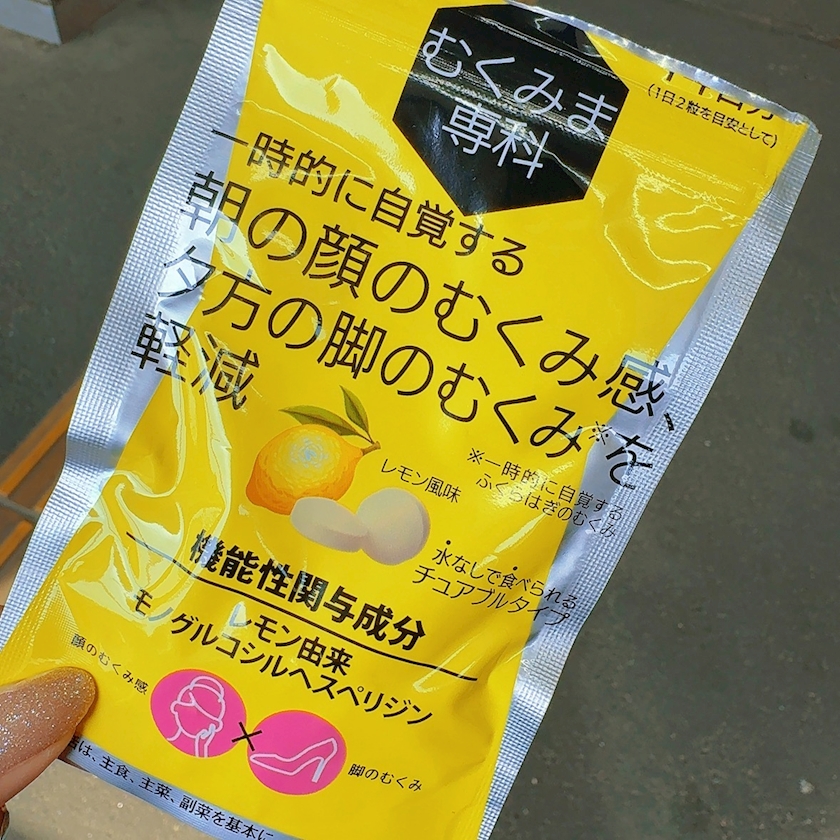 むくみま
専科
(1日2粒を目安として)
一時的に自覚する
朝の顔のむくみ感、
夕方の脚のむくみ※を
軽減
レモン風味
※一時的に自覚する
ふくらはぎのむくみ
水なしで食べられる
チュアブルタイプ
機能性関与成分
レモン由来
モノグルコシルヘスペリジン
顔のむくみ感
×
脚のむくみ
は、主食、主菜、副菜を基本に